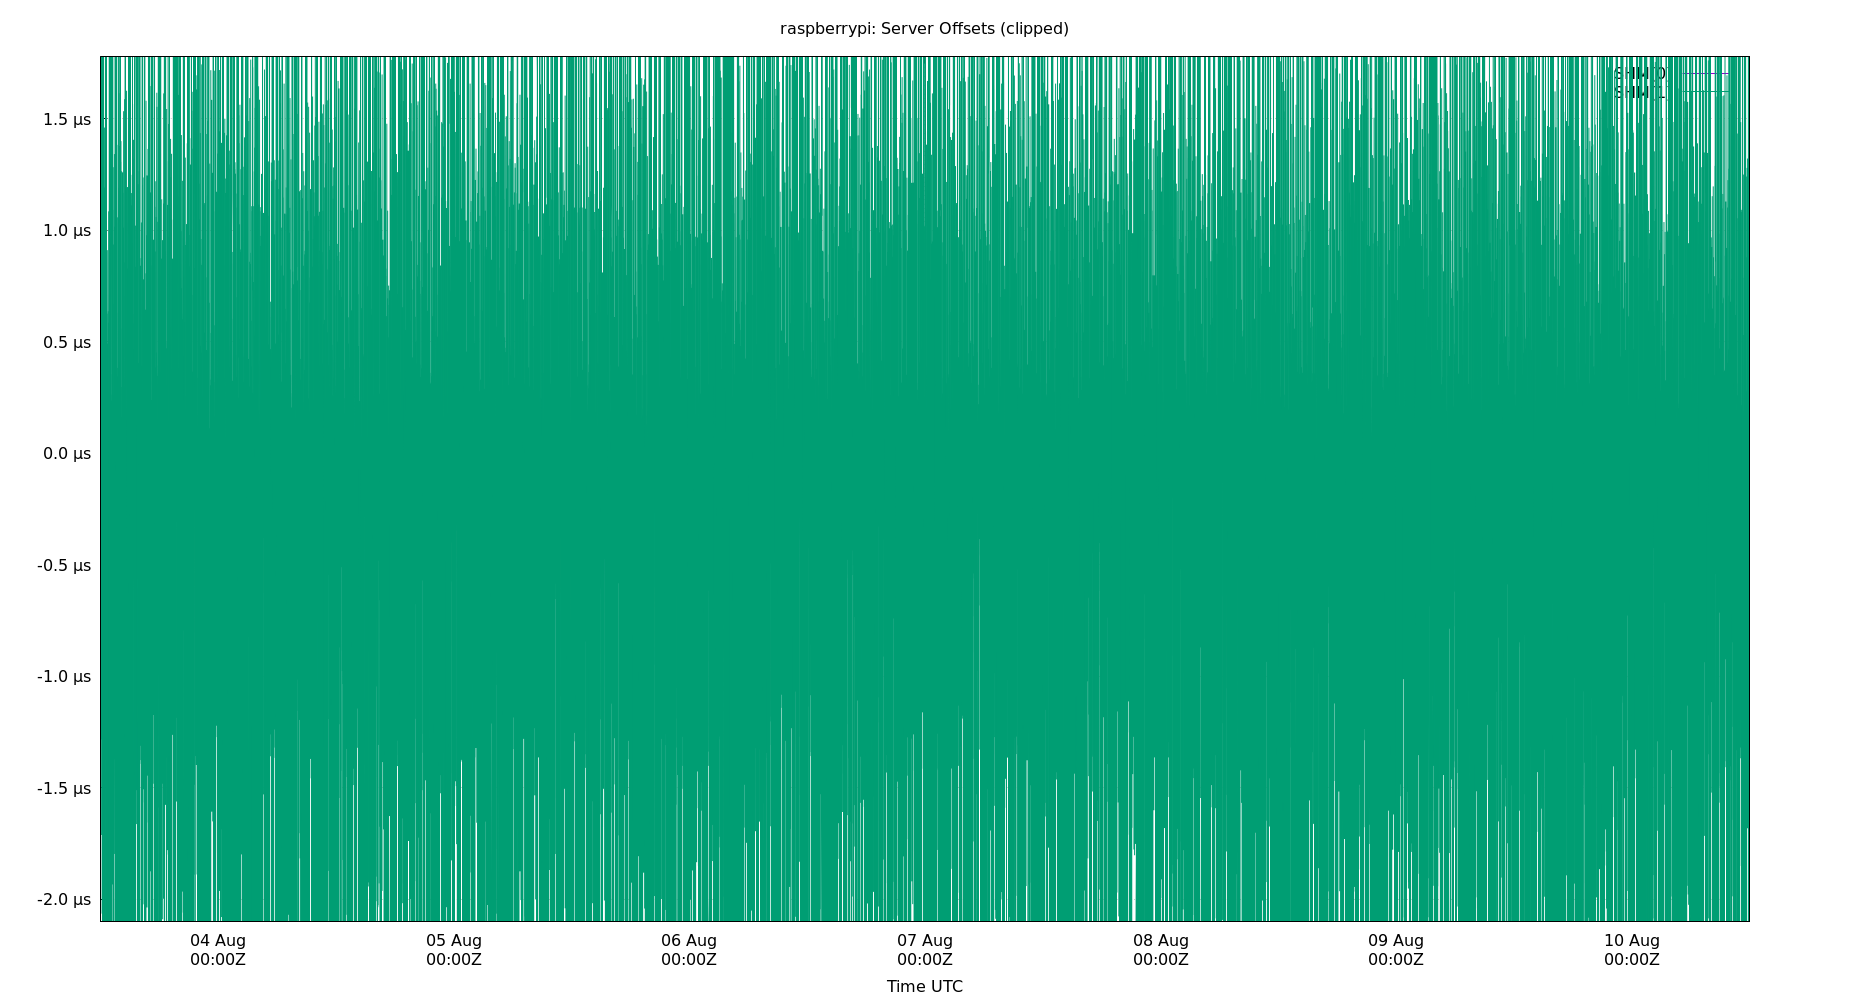 raspberrypi: Server Offsets (clipped)
1.5 µs
1.0 µs
0.5 µs
0.0 µs
-0.5 µs
-1.0 µs
-1.5 µs
-2.0 µs
04 Aug 00:00Z
05 Aug 00:00Z
06 Aug 00:00Z
07 Aug 00:00Z
08 Aug 00:00Z
09 Aug 00:00Z
10 Aug 00:00Z
Time UTC